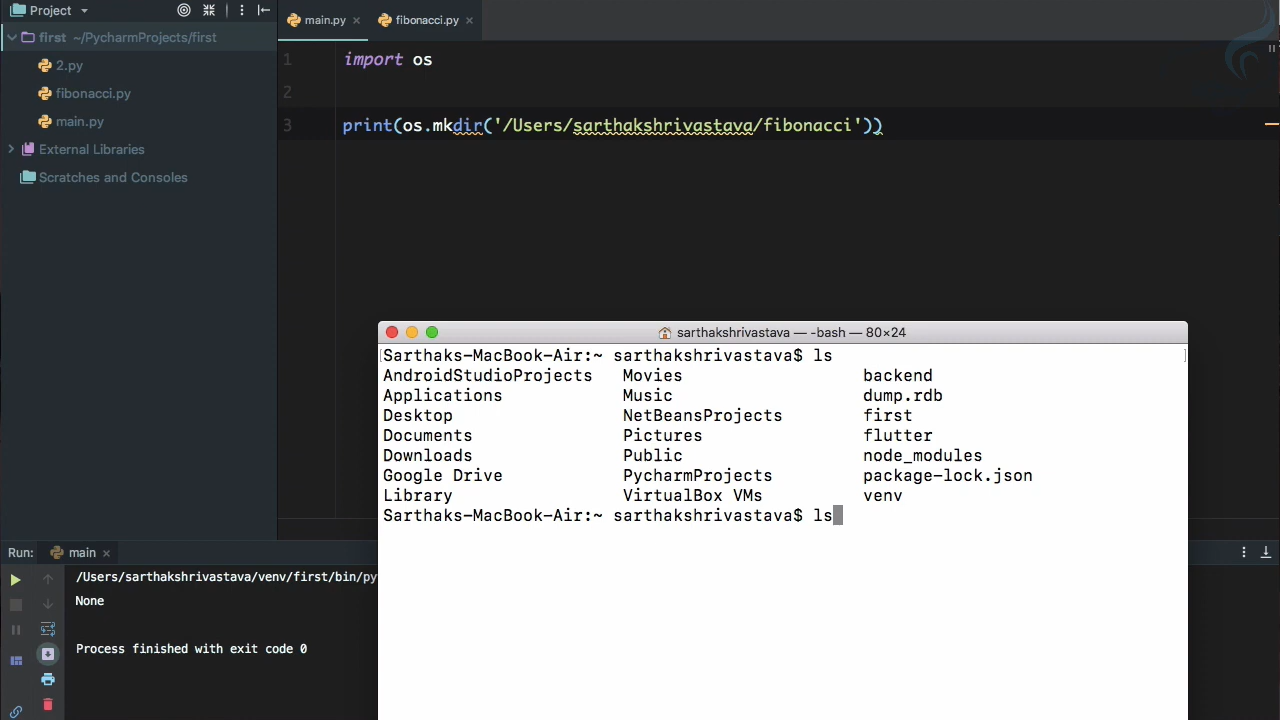 Project
main.py
fibonacci.py
first ~/PycharmProjects/first
2.py
fibonacci.py
main.py
External Libraries
Scratches and Consoles
1 import os
2
3 print(os.mkdir('/Users/sarthakshrivastava/fibonacci'))
sarthakshrivastava — -bash — 80×24
Sarthaks-MacBook-Air:~ sarthakshrivastava$ ls
AndroidStudioProjects Movies backend
Applications Music dump.rdb
Desktop NetBeansProjects first
Documents Pictures flutter
Downloads Public node_modules
Google Drive PycharmProjects package-lock.json
Library VirtualBox VMs venv
Sarthaks-MacBook-Air:~ sarthakshrivastava$ ls
Run: main
/Users/sarthakshrivastava/venv/first/bin/py
None
Process finished with exit code 0